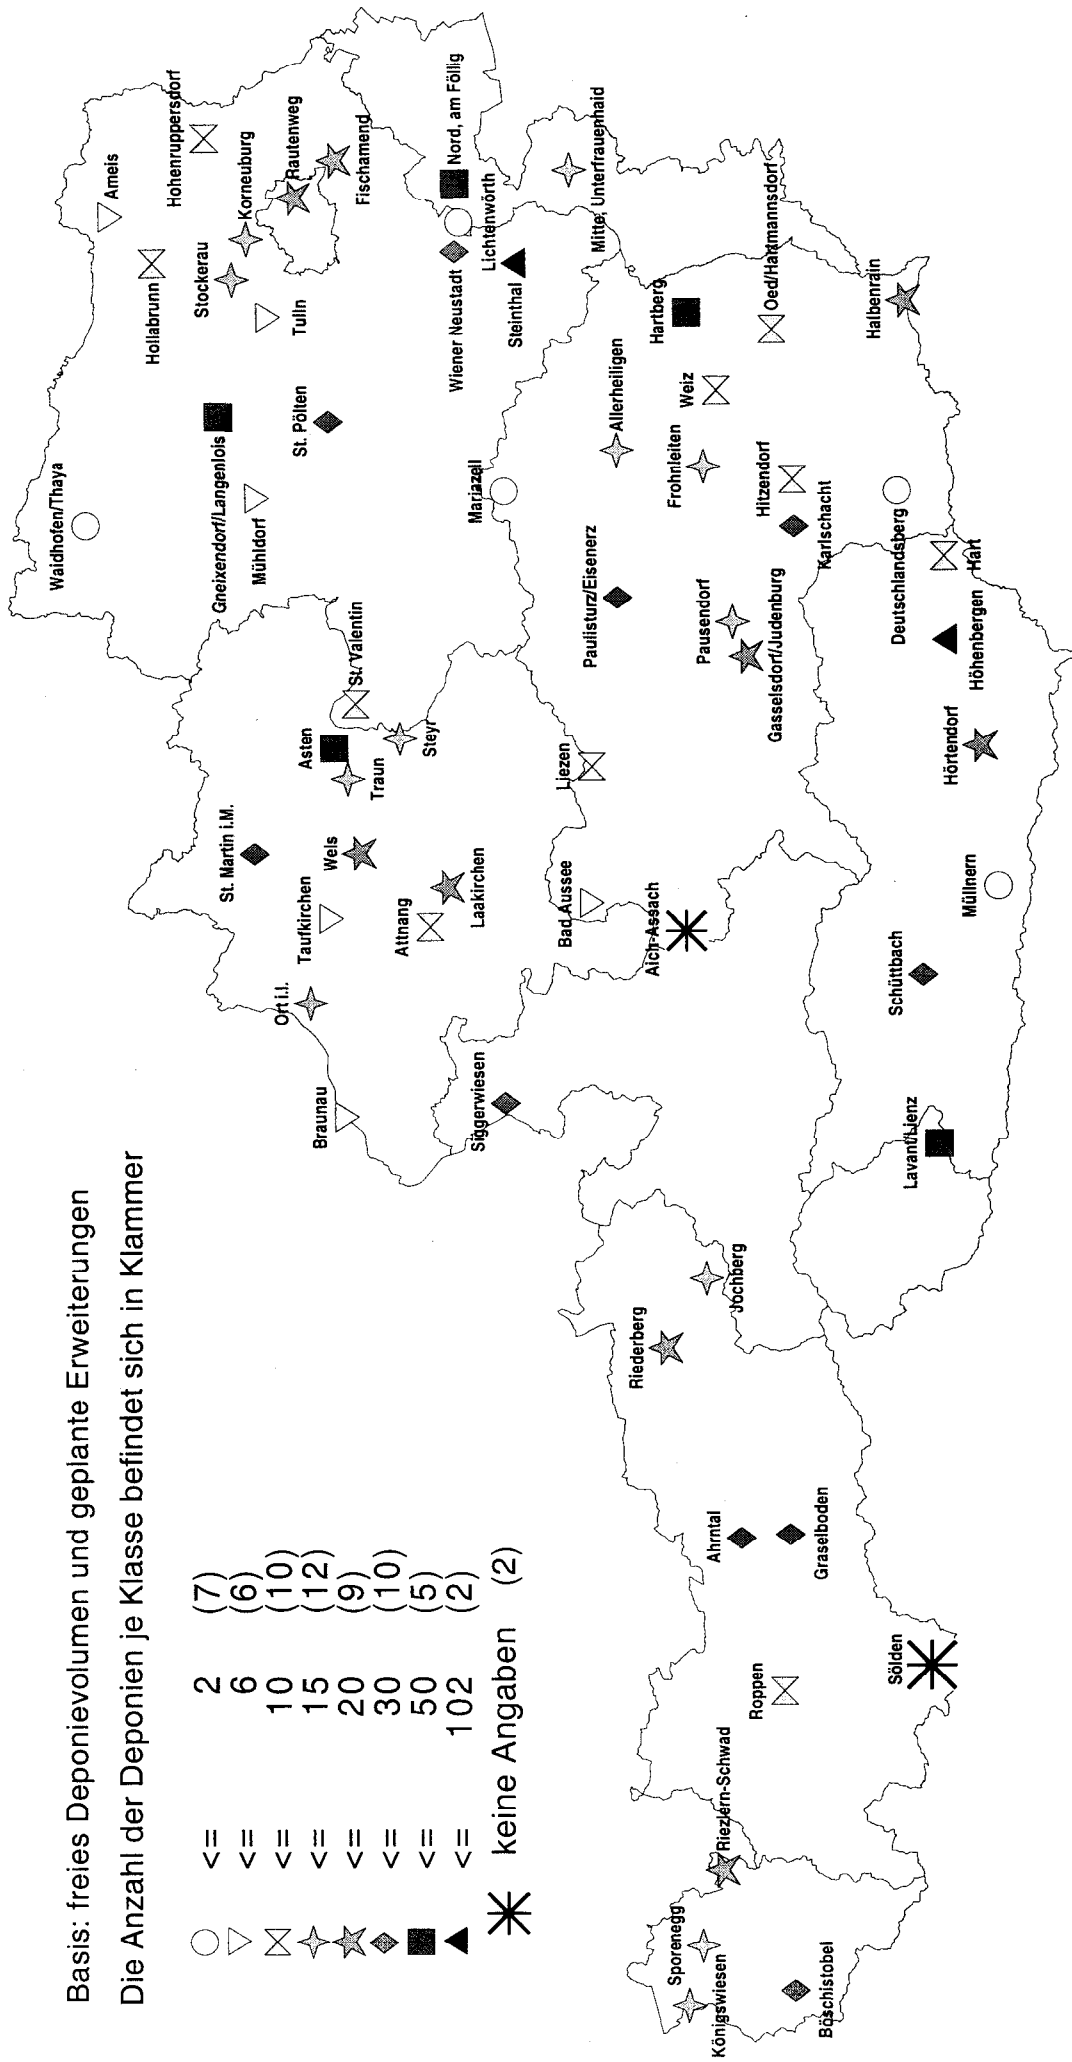 Basis: freies Deponievolumen und geplante Erweiterungen
Die Anzahl der Deponien je Klasse befindet sich in Klammer
<= 2 (7)
<= 6 (6)
<= 10 (10)
<= 15 (12)
<= 20 (9)
<= 30 (10)
<= 50 (5)
<= 102 (2)
keine Angaben (2)
Waidhofen/Thaya
Ameis
Hohenruppersdorf
Hollabrunn
Stockerau
Korneuburg
Rautenweg
Fischamend
Tulln
Gneixendorf/Langenlois
Mühldorf
St. Pölten
Nord, am Föllig
Lichtenwörth
Wiener Neustadt
Steinthal
Mitte, Unterfrauenhaid
St. Valentin
Asten
Traun
Steyr
St. Martin i.M.
Wels
Taufkirchen
Laakirchen
Attnang
Ort i.I.
Braunau
Siggerwiesen
Mariazell
Allerheiligen
Hartberg
Oed/Hartmannsdorf
Halbenrain
Weiz
Frohnleiten
Hitzendorf
Karlschacht
Deutschlandsberg
Paulisturz/Eisenerz
Pausendorf
Gasselsdorf/Judenburg
Liezen
Bad Aussee
Aich-Assach
Hart
Höhenbergen
Hörtendorf
Müllnern
Schüttbach
Lavant/Lienz
Jochberg
Riederberg
Ahrntal
Graselboden
Sölden
Roppen
Riezlern-Schwad
Sporenegg
Königswiesen
Böschistobel